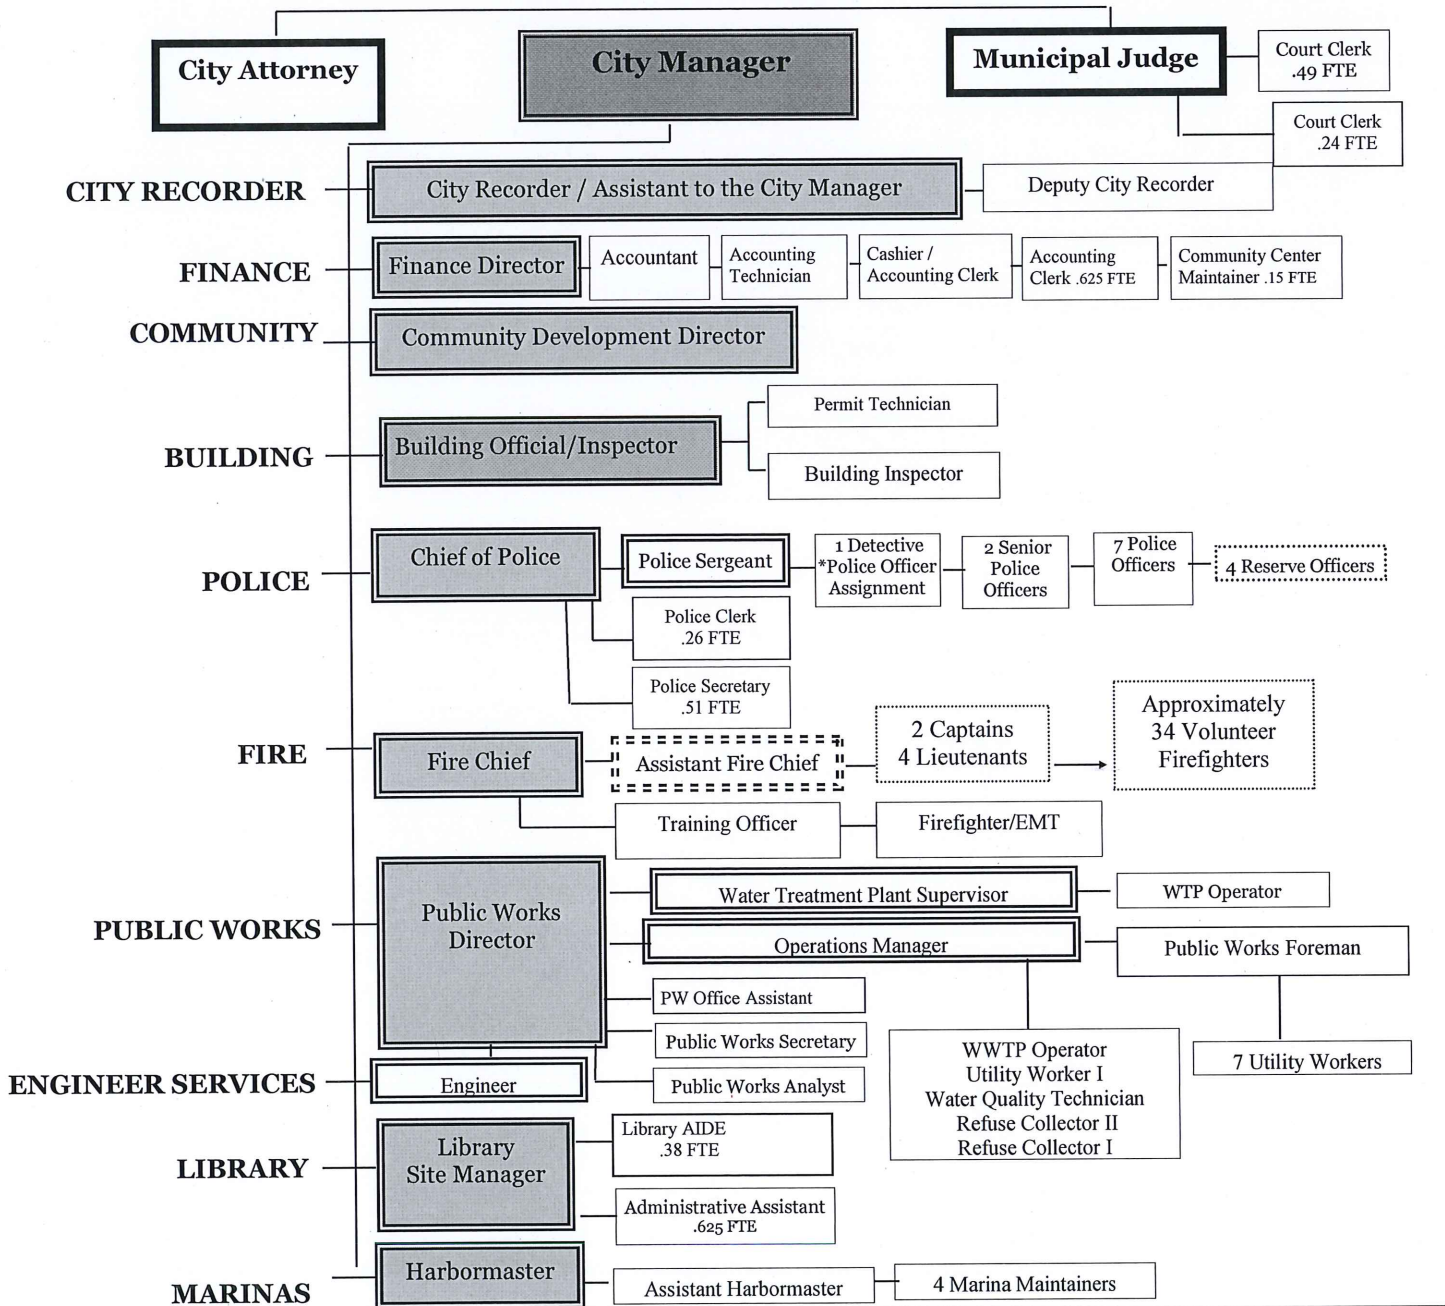 City Attorney
City Manager
Municipal Judge
Court Clerk
.49 FTE
Court Clerk
.24 FTE
CITY RECORDER
City Recorder / Assistant to the City Manager
Deputy City Recorder
FINANCE
Finance Director
Accountant
Accounting
Technician
Cashier /
Accounting Clerk
Accounting
Clerk .625 FTE
Community Center
Maintainer .15 FTE
COMMUNITY
Community Development Director
BUILDING
Building Official/Inspector
Permit Technician
Building Inspector
POLICE
Chief of Police
Police Sergeant
1 Detective
*Police Officer
Assignment
2 Senior
Police
Officers
7 Police
Officers
4 Reserve Officers
Police Clerk
.26 FTE
Police Secretary
.51 FTE
FIRE
Fire Chief
Assistant Fire Chief
2 Captains
4 Lieutenants
Approximately
34 Volunteer
Firefighters
Training Officer
Firefighter/EMT
PUBLIC WORKS
Public Works
Director
Water Treatment Plant Supervisor
WTP Operator
Operations Manager
Public Works Foreman
PW Office Assistant
Public Works Secretary
Public Works Analyst
WWTP Operator
Utility Worker I
Water Quality Technician
Refuse Collector II
Refuse Collector I
7 Utility Workers
ENGINEER SERVICES
Engineer
LIBRARY
Library
Site Manager
Library AIDE
.38 FTE
Administrative Assistant
.625 FTE
MARINAS
Harbormaster
Assistant Harbormaster
4 Marina Maintainers